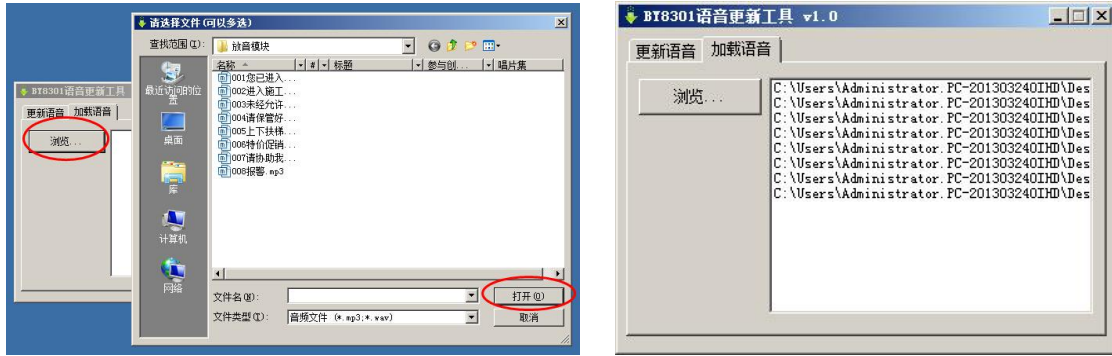 请选择文件(可以多选)
查找范围(I):
放音模块
名称
#
标题
参与创...
唱片集
最近访问的位置
桌面
库
计算机
网络
001您已进入...
002进入施工...
003未经允许...
004请保管好...
005上下扶梯...
006特价促销...
007请协助我...
008报警.mp3
文件名(N):
打开(O)
文件类型(T):
音频文件 (*.mp3;*.wav)
取消
BY8301语音更新工具
更新语音 加载语音
浏览...
BY8301语音更新工具 v1.0
更新语音 加载语音
浏览...
C:\Users\Administrator.PC-201303240IHD\Des
C:\Users\Administrator.PC-201303240IHD\Des
C:\Users\Administrator.PC-201303240IHD\Des
C:\Users\Administrator.PC-201303240IHD\Des
C:\Users\Administrator.PC-201303240IHD\Des
C:\Users\Administrator.PC-201303240IHD\Des
C:\Users\Administrator.PC-201303240IHD\Des
C:\Users\Administrator.PC-201303240IHD\Des